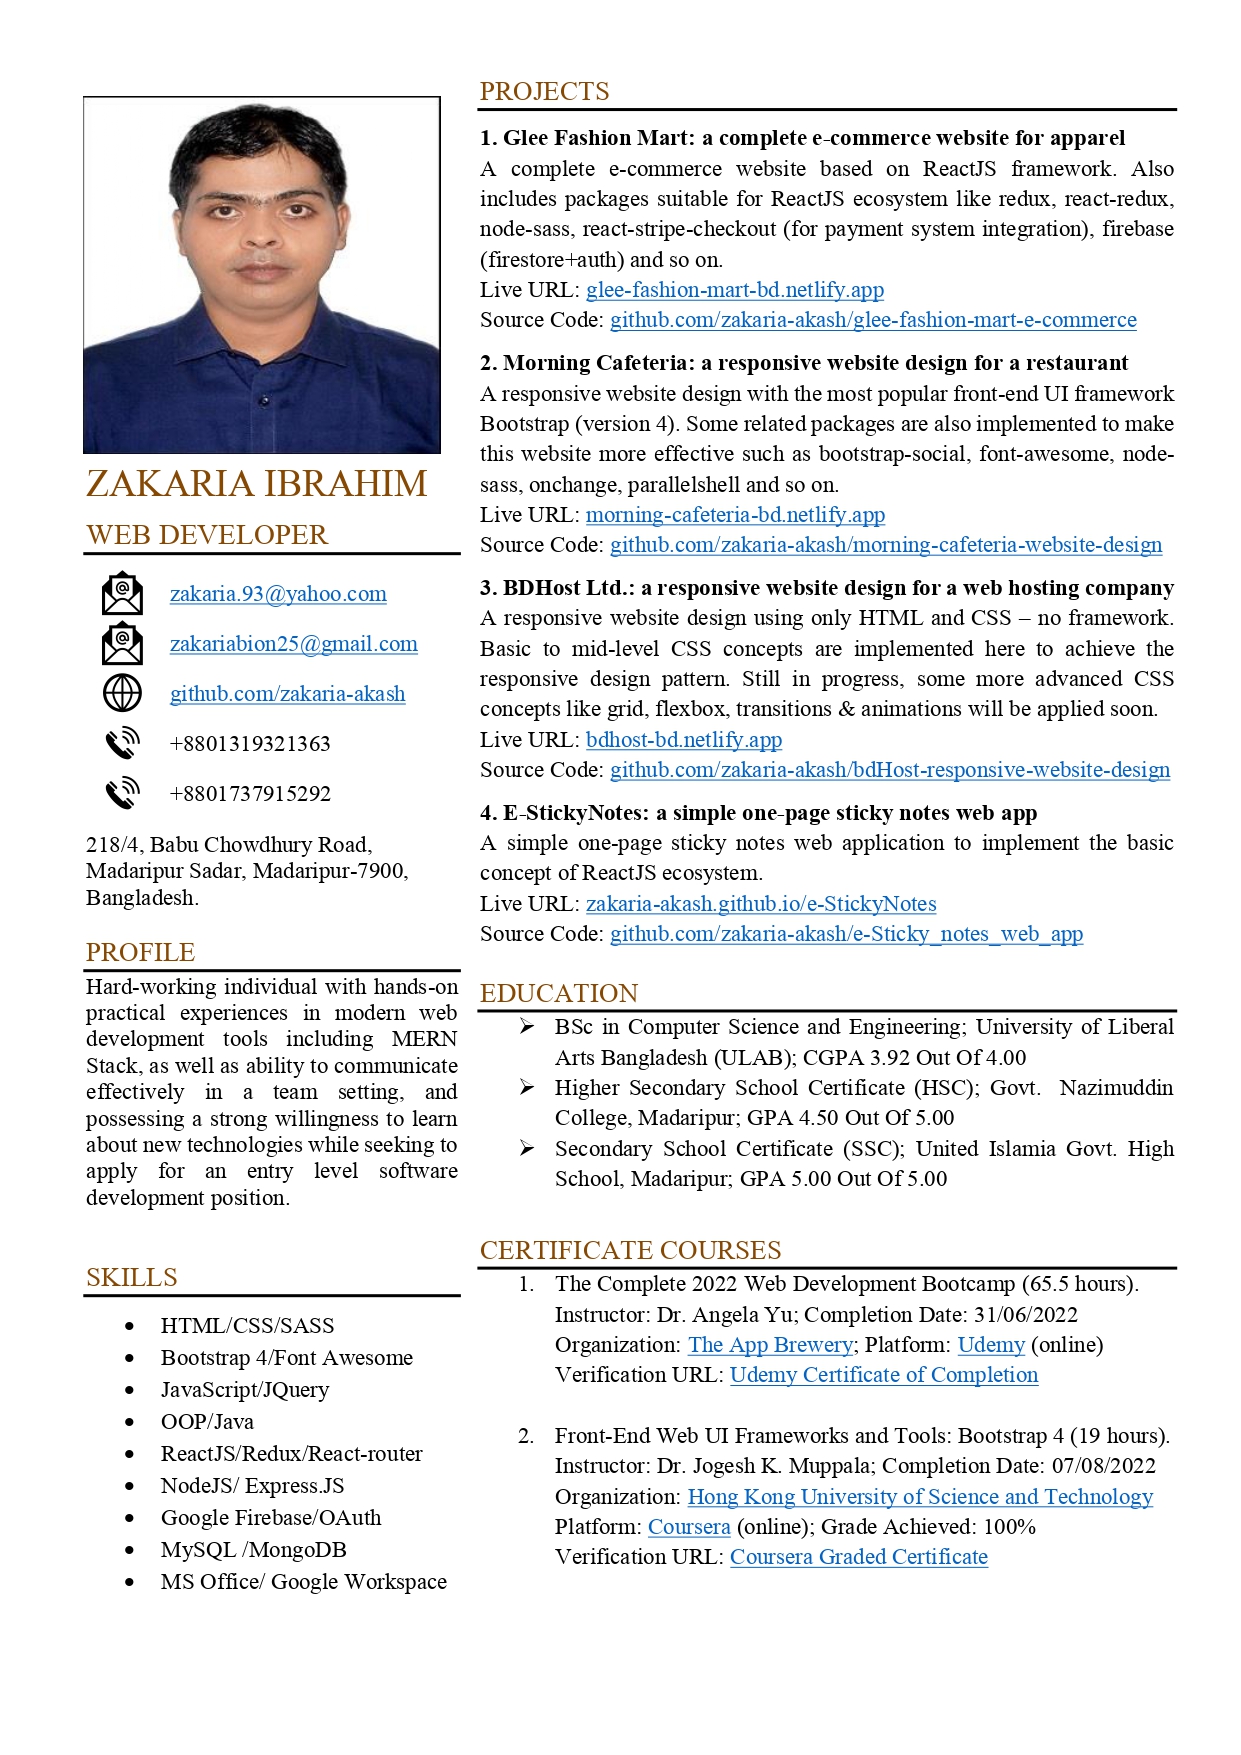 ZAKARIA IBRAHIM
WEB DEVELOPER
zakaria.93@yahoo.com
zakariabion25@gmail.com
github.com/zakaria-akash
+8801319321363
+8801737915292
218/4, Babu Chowdhury Road,
Madaripur Sadar, Madaripur-7900,
Bangladesh.
PROFILE
Hard-working individual with hands-on
practical experiences in modern web
development tools including MERN
Stack, as well as ability to communicate
effectively in a team setting, and
possessing a strong willingness to learn
about new technologies while seeking to
apply for an entry level software
development position.
SKILLS
• HTML/CSS/SASS
• Bootstrap 4/Font Awesome
• JavaScript/JQuery
• OOP/Java
• ReactJS/Redux/React-router
• NodeJS/ Express.JS
• Google Firebase/OAuth
• MySQL /MongoDB
• MS Office/ Google Workspace
PROJECTS
1. Glee Fashion Mart: a complete e-commerce website for apparel
A complete e-commerce website based on ReactJS framework. Also
includes packages suitable for ReactJS ecosystem like redux, react-redux,
node-sass, react-stripe-checkout (for payment system integration), firebase
(firestore+auth) and so on.
Live URL: glee-fashion-mart-bd.netlify.app
Source Code: github.com/zakaria-akash/glee-fashion-mart-e-commerce
2. Morning Cafeteria: a responsive website design for a restaurant
A responsive website design with the most popular front-end UI framework
Bootstrap (version 4). Some related packages are also implemented to make
this website more effective such as bootstrap-social, font-awesome, node-
sass, onchange, parallelshell and so on.
Live URL: morning-cafeteria-bd.netlify.app
Source Code: github.com/zakaria-akash/morning-cafeteria-website-design
3. BDHost Ltd.: a responsive website design for a web hosting company
A responsive website design using only HTML and CSS – no framework.
Basic to mid-level CSS concepts are implemented here to achieve the
responsive design pattern. Still in progress, some more advanced CSS
concepts like grid, flexbox, transitions & animations will be applied soon.
Live URL: bdhost-bd.netlify.app
Source Code: github.com/zakaria-akash/bdHost-responsive-website-design
4. E-StickyNotes: a simple one-page sticky notes web app
A simple one-page sticky notes web application to implement the basic
concept of ReactJS ecosystem.
Live URL: zakaria-akash.github.io/e-StickyNotes
Source Code: github.com/zakaria-akash/e-Sticky_notes_web_app
EDUCATION
➢ BSc in Computer Science and Engineering; University of Liberal
Arts Bangladesh (ULAB); CGPA 3.92 Out Of 4.00
➢ Higher Secondary School Certificate (HSC); Govt. Nazimuddin
College, Madaripur; GPA 4.50 Out Of 5.00
➢ Secondary School Certificate (SSC); United Islamia Govt. High
School, Madaripur; GPA 5.00 Out Of 5.00
CERTIFICATE COURSES
1. The Complete 2022 Web Development Bootcamp (65.5 hours).
Instructor: Dr. Angela Yu; Completion Date: 31/06/2022
Organization: The App Brewery; Platform: Udemy (online)
Verification URL: Udemy Certificate of Completion
2. Front-End Web UI Frameworks and Tools: Bootstrap 4 (19 hours).
Instructor: Dr. Jogesh K. Muppala; Completion Date: 07/08/2022
Organization: Hong Kong University of Science and Technology
Platform: Coursera (online); Grade Achieved: 100%
Verification URL: Coursera Graded Certificate